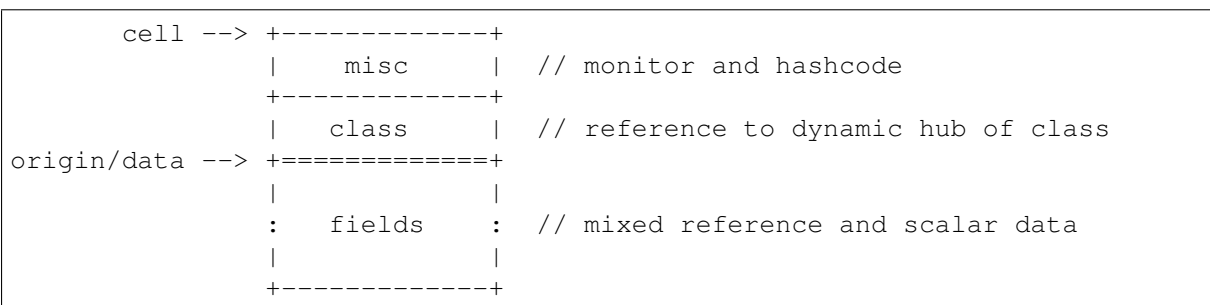 cell --> +-------------+
                |    misc     |  // monitor and hashcode
                +-------------+
                |   class     |  // reference to dynamic hub of class
origin/data --> +=============+
                |             |
                :   fields    :  // mixed reference and scalar data
                |             |
                +-------------+